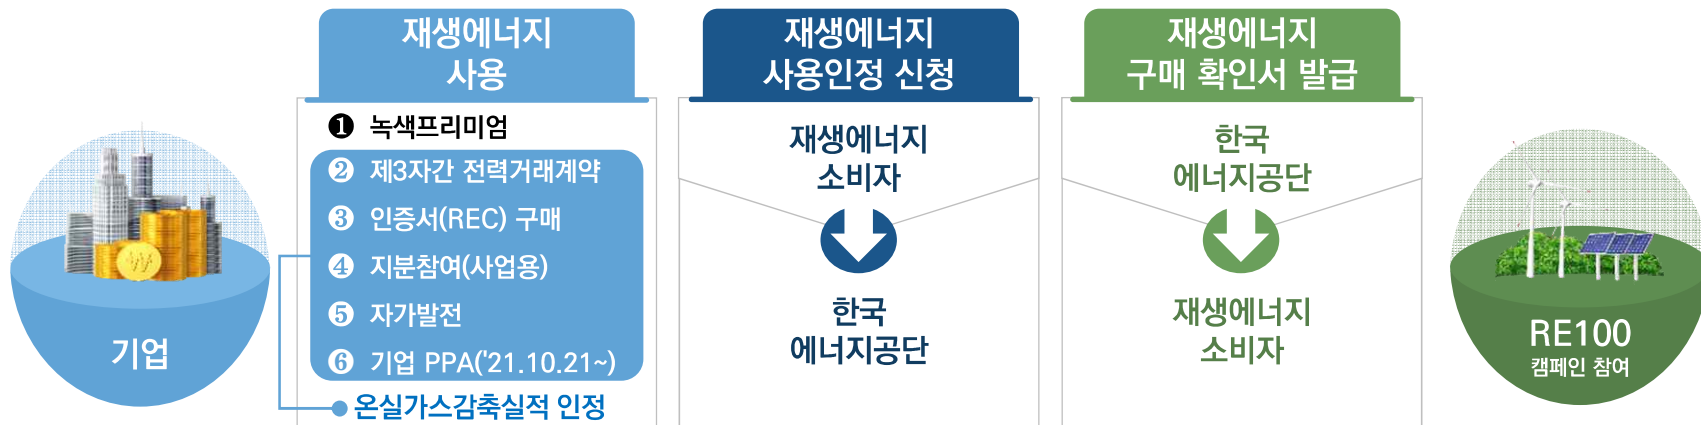 기업
재생에너지
사용
❶ 녹색프리미엄
❷ 제3자간 전력거래계약
❸ 인증서(REC) 구매
❹ 지분참여(사업용)
❺ 자가발전
❻ 기업 PPA('21.10.21~)
온실가스감축실적 인정
재생에너지
사용인정 신청
재생에너지
소비자
한국
에너지공단
재생에너지
구매 확인서 발급
한국
에너지공단
재생에너지
소비자
RE100
캠페인 참여